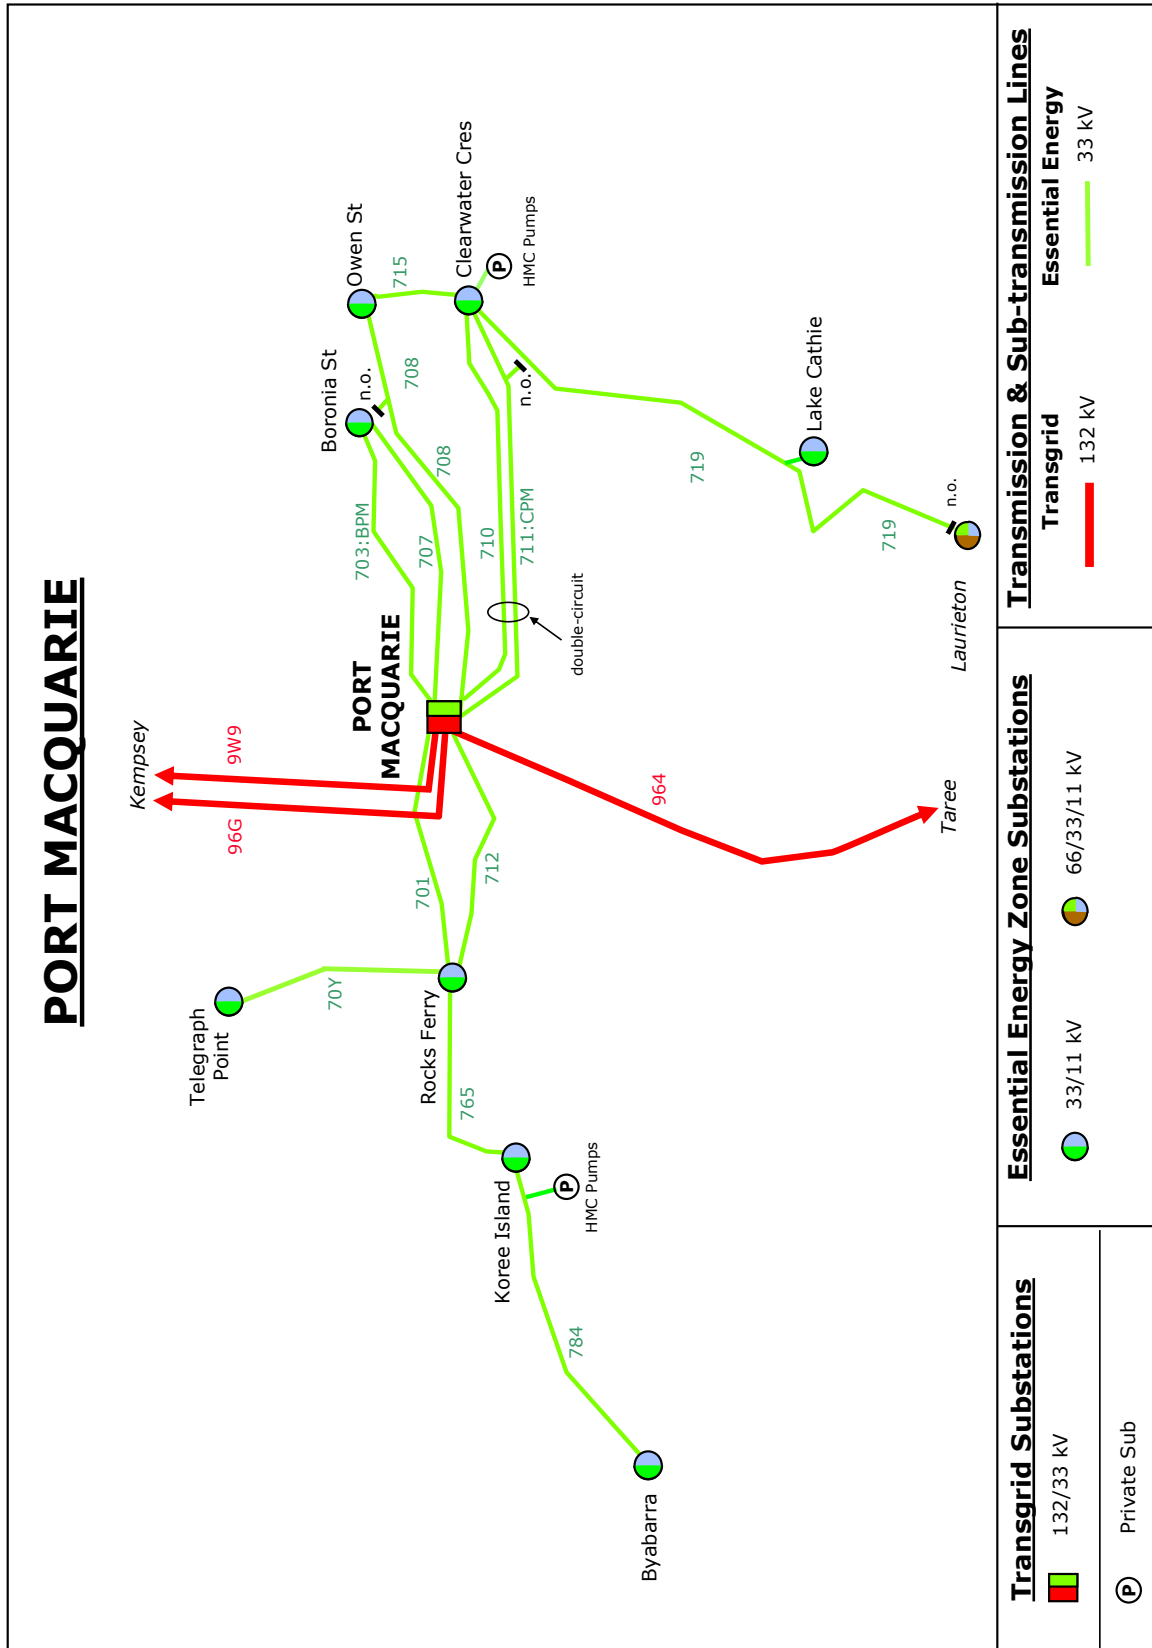 PORT MACQUARIE
Kempsey
96G
9W9
Telegraph
Point
70Y
Rocks Ferry
701
712
765
Koree Island
HMC Pumps
P
784
Byabarra
PORT
MACQUARIE
964
Taree
703:BPM
707
708
708
710
711:CPM
double-circuit
Boronia St
n.o.
Owen St
715
Clearwater Cres
P
HMC Pumps
n.o.
719
Lake Cathie
719
n.o.
Laurieton
Transgrid Substations
132/33 kV
P
Private Sub
Essential Energy Zone Substations
33/11 kV
66/33/11 kV
Transmission & Sub-transmission Lines
Transgrid
Essential Energy
132 kV
33 kV